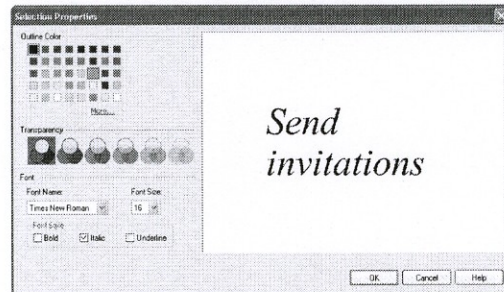 Selection Properties
Outline Color
More...
Transparency
Font
Font Name:
Font Size:
Times New Roman
16
Font Style
Bold
Italic
Underline
Send
invitations
OK
Cancel
Help